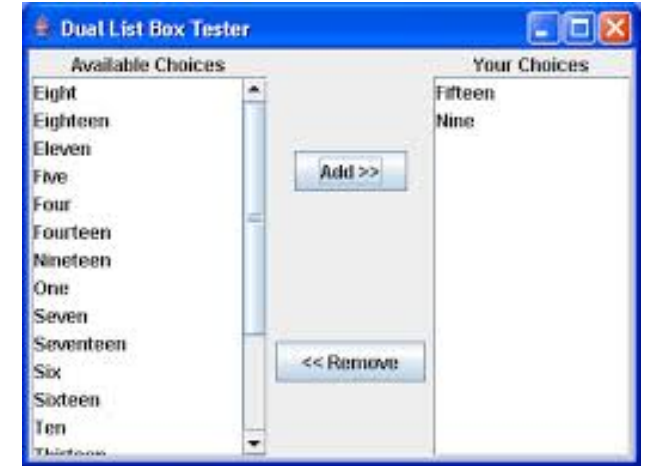 Dual List Box Tester
Available Choices
Eight
Eighteen
Eleven
Five
Four
Fourteen
Nineteen
One
Seven
Seventeen
Six
Sixteen
Ten
Thirteen
Add >>
<< Remove
Your Choices
Fifteen
Nine